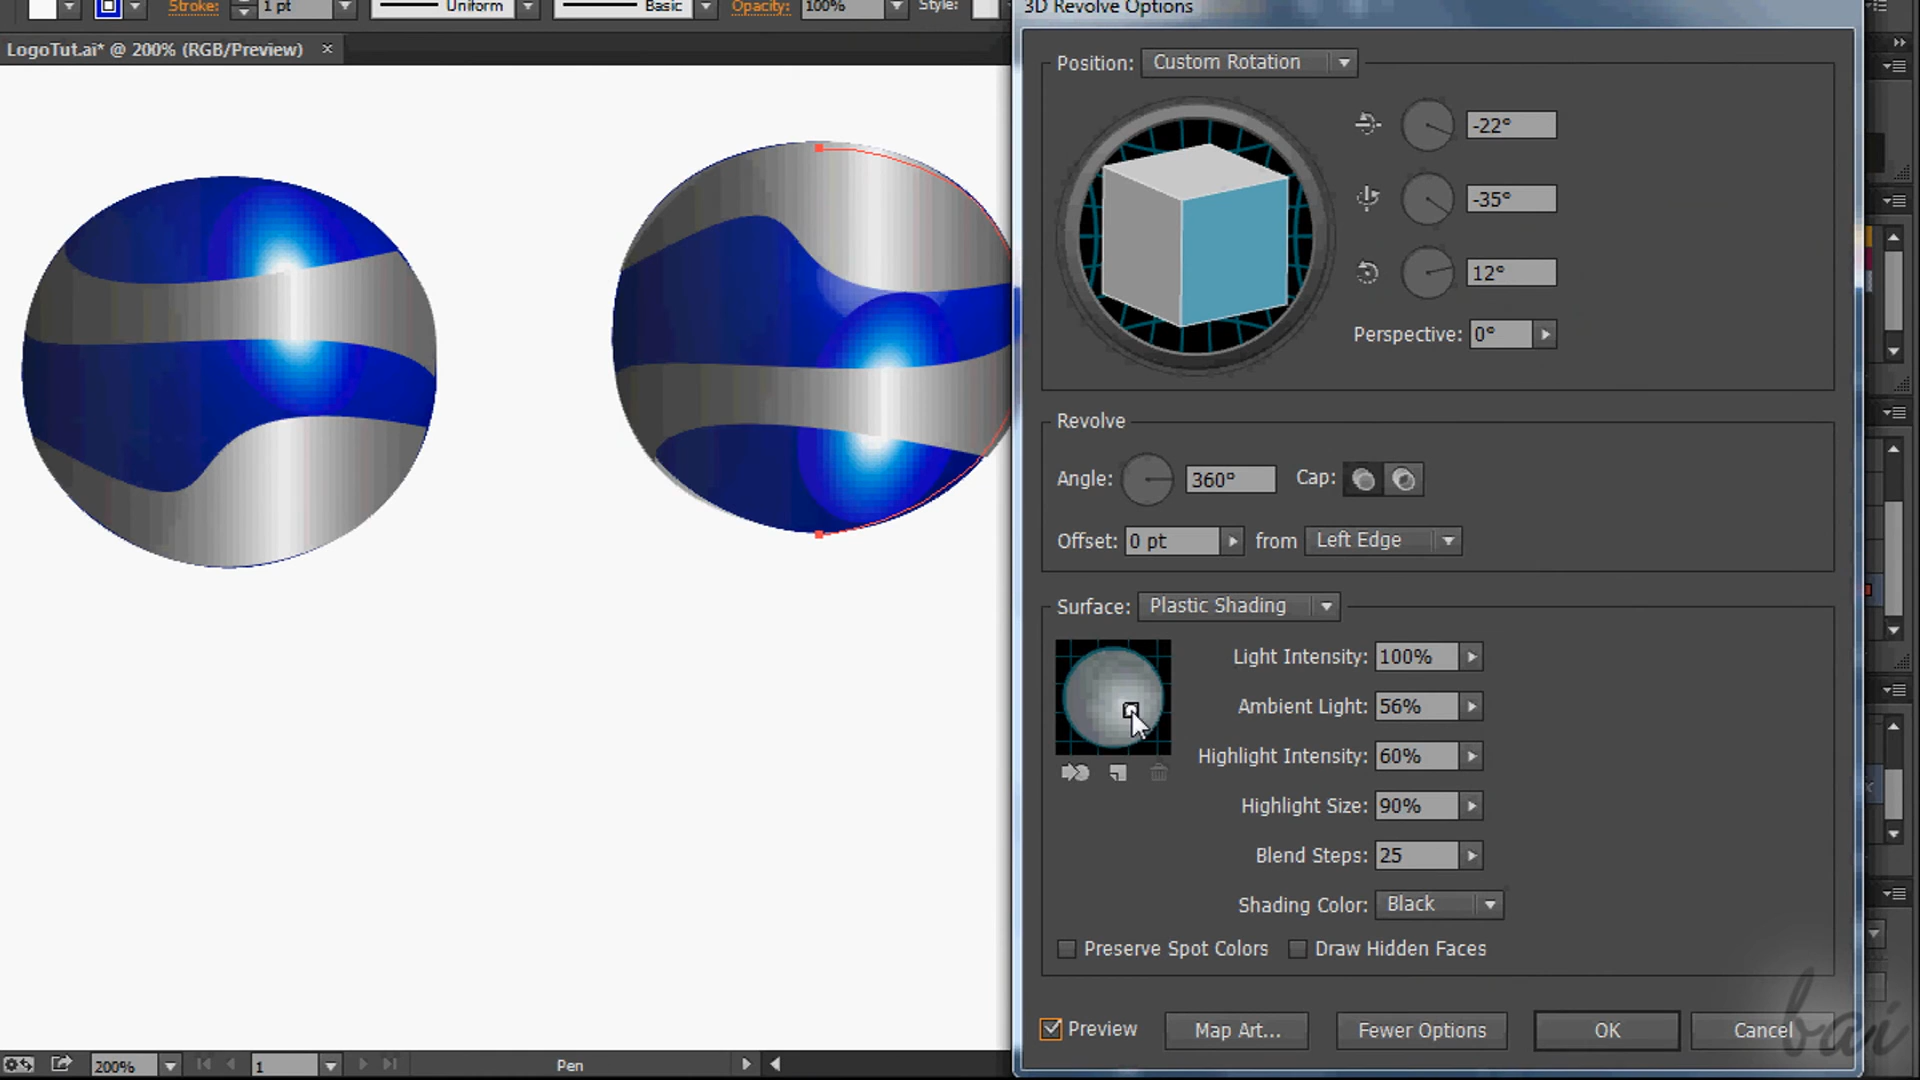 Stroke: 1 pt Uniform Basic Opacity: 100% Style:
3D Revolve Options
LogoTut.ai* @ 200% (RGB/Preview) ×
Position: Custom Rotation
-22°
-35°
12°
Perspective: 0°
Revolve
Angle: 360° Cap:
Offset: 0 pt from Left Edge
Surface: Plastic Shading
Light Intensity: 100%
Ambient Light: 56%
Highlight Intensity: 60%
Highlight Size: 90%
Blend Steps: 25
Shading Color: Black
Preserve Spot Colors Draw Hidden Faces
Preview Map Art... Fewer Options OK Cancel
bai
200% 1 Pen